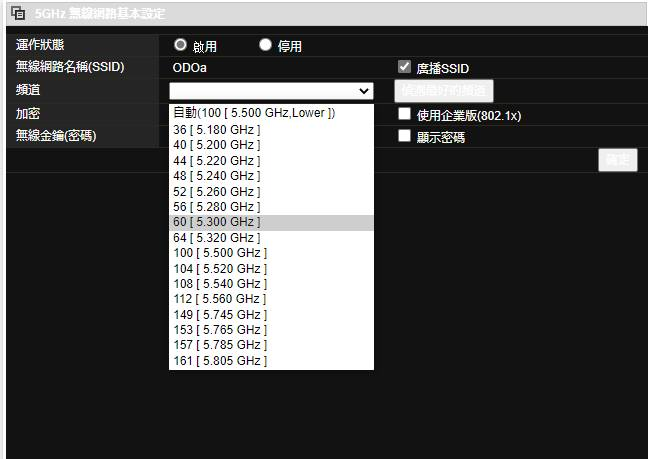 5GHz 無線網路基本設定
運作狀態 啟用 停用
無線網路名稱(SSID) ODOa 廣播SSID
頻道 偵測最好的頻道
加密 使用企業版(802.1x)
無線金鑰(密碼) 顯示密碼
確定
自動(100 [ 5.500 GHz,Lower ])
36 [ 5.180 GHz ]
40 [ 5.200 GHz ]
44 [ 5.220 GHz ]
48 [ 5.240 GHz ]
52 [ 5.260 GHz ]
56 [ 5.280 GHz ]
60 [ 5.300 GHz ]
64 [ 5.320 GHz ]
100 [ 5.500 GHz ]
104 [ 5.520 GHz ]
108 [ 5.540 GHz ]
112 [ 5.560 GHz ]
149 [ 5.745 GHz ]
153 [ 5.765 GHz ]
157 [ 5.785 GHz ]
161 [ 5.805 GHz ]